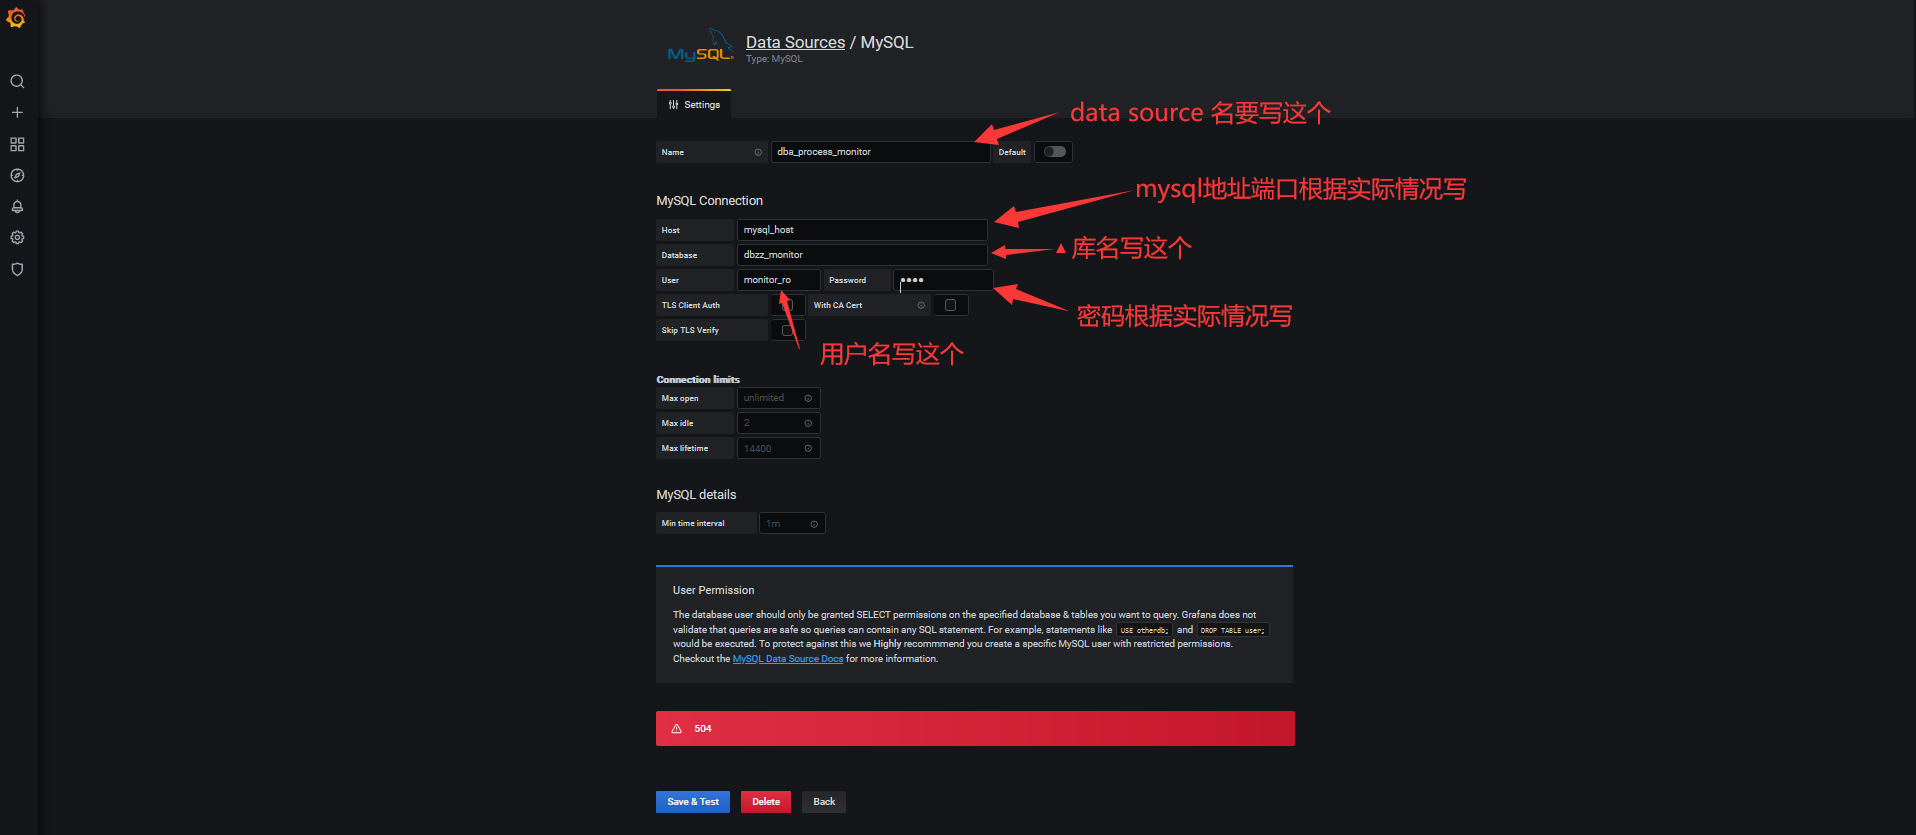 MySQL
Data Sources / MySQL
Type: MySQL
Settings
data source 名要写这个
Name
dba_process_monitor
Default
mysql地址端口根据实际情况写
MySQL Connection
Host
mysql_host
Database
dbzz_monitor
库名写这个
User
monitor_ro
Password
密码根据实际情况写
TLS Client Auth
With CA Cert
Skip TLS Verify
用户名写这个
Connection limits
Max open
unlimited
Max idle
2
Max lifetime
14400
MySQL details
Min time interval
1m
User Permission
The database user should only be granted SELECT permissions on the specified database & tables you want to query. Grafana does not
validate that queries are safe so queries can contain any SQL statement. For example, statements like USE otherdb; and DROP TABLE user;
would be executed. To protect against this we Highly recommmend you create a specific MySQL user with restricted permissions.
Checkout the MySQL Data Source Docs for more information.
504
Save & Test
Delete
Back